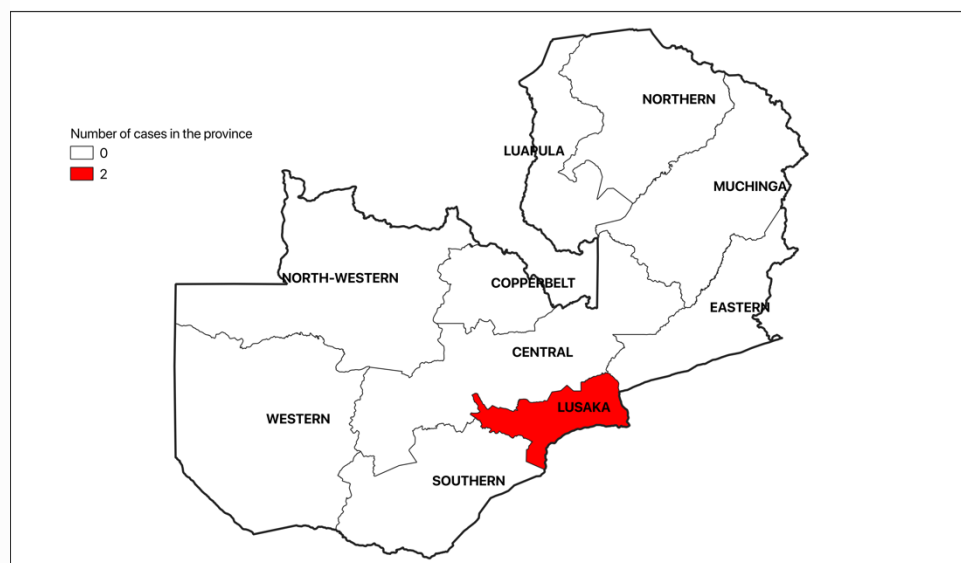 NORTHERN
Number of cases in the province
0
LUAPULA
2
MUCHINGA
NORTH-WESTERN
COPPERBELT
EASTERN
CENTRAL
LUSAKA
WESTERN
SOUTHERN